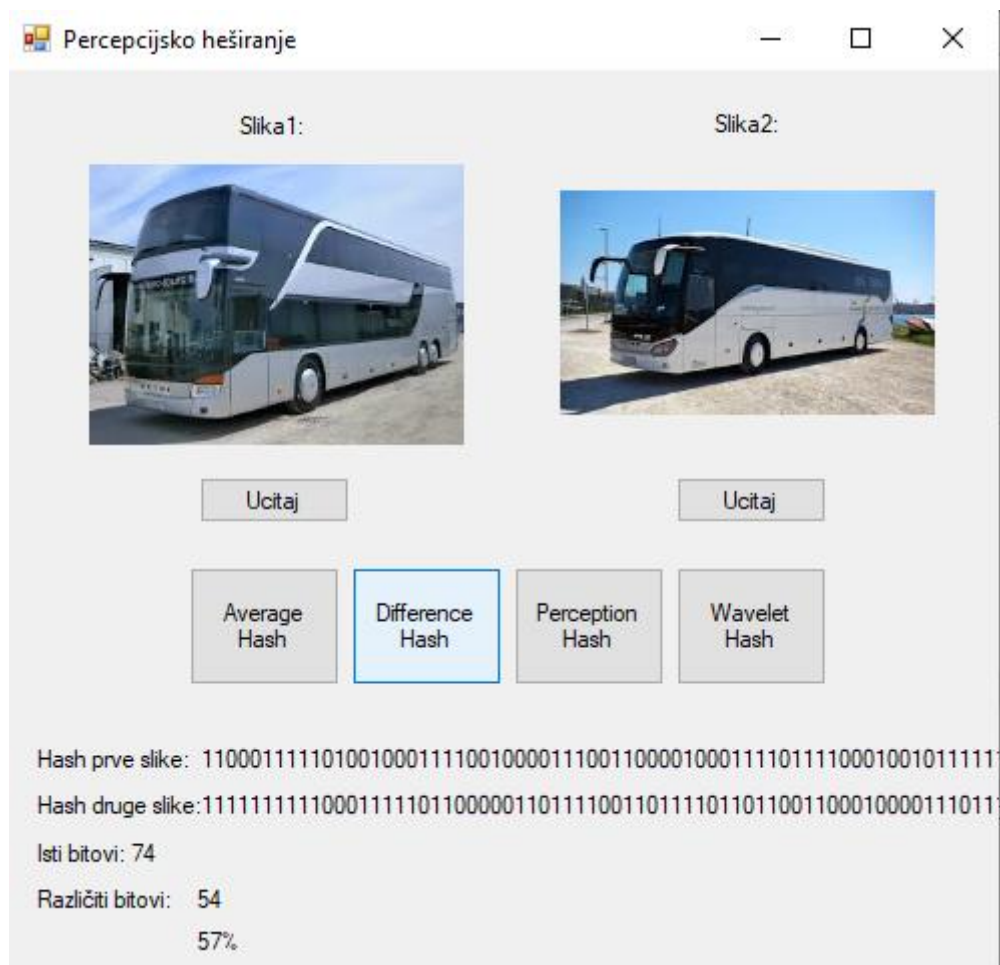 Percepcijsko heširanje
Slika1:
Slika2:
Ucitaj
Ucitaj
Average
Hash
Difference
Hash
Perception
Hash
Wavelet
Hash
Hash prve slike: 1100011111010010001111001000011100110000100011110111100010010111111
Hash druge slike:1111111111000111110110000011011110011011110110110011000100001110111
Isti bitovi: 74
Različiti bitovi: 54
57%